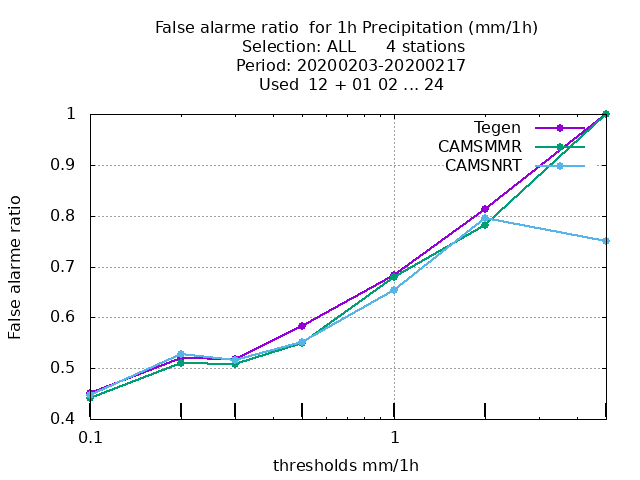 False alarme ratio  for 1h Precipitation (mm/1h)
Selection: ALL      4 stations
Period: 20200203-20200217
Used  12 + 01 02 ... 24
Tegen
CAMSMMR
CAMSNRT
1
0.9
0.8
0.7
0.6
0.5
0.4
False alarme ratio
0.1
1
thresholds mm/1h